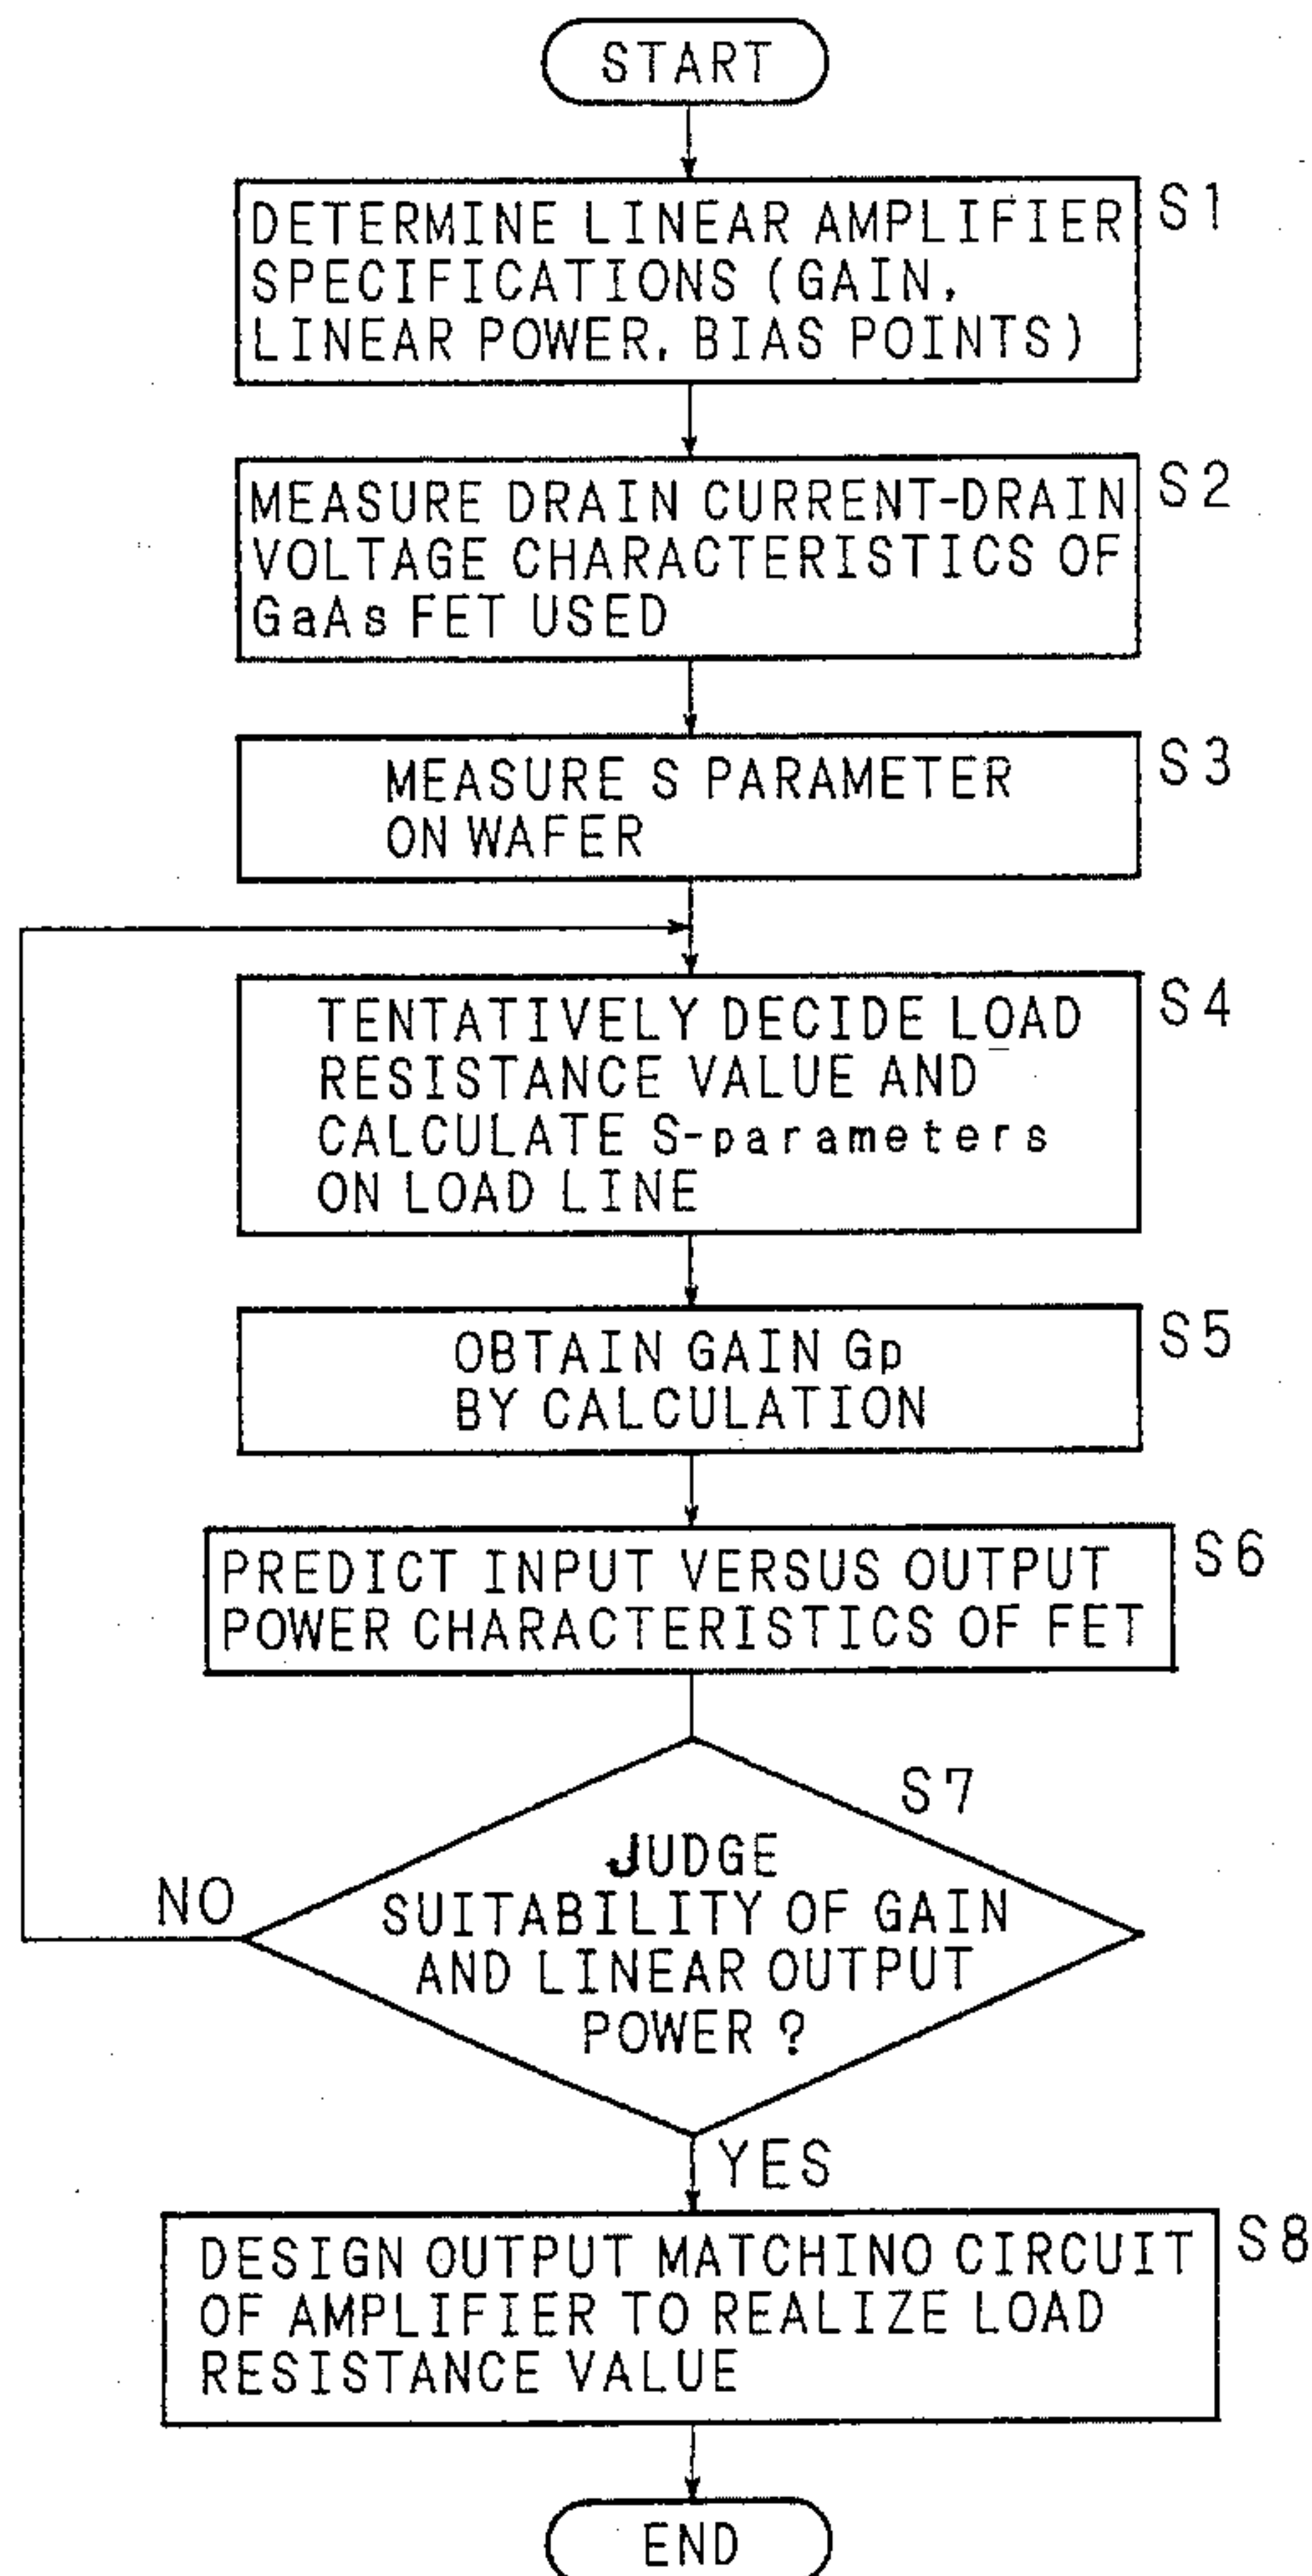 START
DETERMINE LINEAR AMPLIFIER
SPECIFICATIONS (GAIN,
LINEAR POWER, BIAS POINTS)
S1
MEASURE DRAIN CURRENT-DRAIN
VOLTAGE CHARACTERISTICS OF
GaAs FET USED
S2
MEASURE S PARAMETER
ON WAFER
S3
TENTATIVELY DECIDE LOAD
RESISTANCE VALUE AND
CALCULATE S-parameters
ON LOAD LINE
S4
OBTAIN GAIN Gp
BY CALCULATION
S5
PREDICT INPUT VERSUS OUTPUT
POWER CHARACTERISTICS OF FET
S6
S7
JUDGE
SUITABILITY OF GAIN
AND LINEAR OUTPUT
POWER ?
NO
YES
DESIGN OUTPUT MATCHINO CIRCUIT
OF AMPLIFIER TO REALIZE LOAD
RESISTANCE VALUE
S8
END